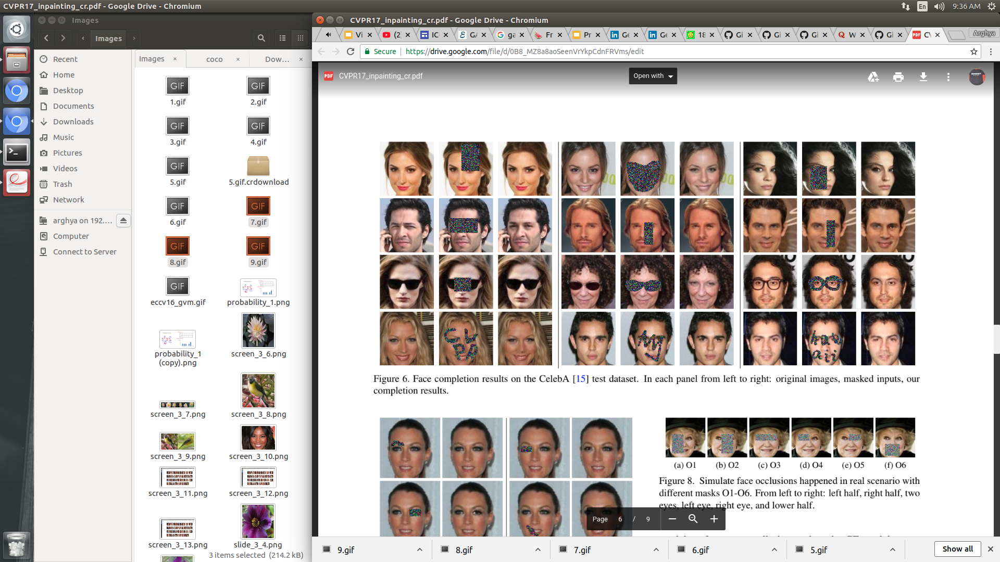 CVPR17_inpainting_cr.pdf - Google Drive - Chromium
En
9:36 AM
Images
Images
Recent
Home
Desktop
Documents
Downloads
Music
Pictures
Videos
Trash
Network
arghya on 192....
Computer
Connect to Server
Images
coco
Dow...
GIF
GIF
1.gif
2.gif
GIF
GIF
3.gif
4.gif
GIF
5.gif
5.gif.crdownload
GIF
GIF
6.gif
7.gif
GIF
GIF
8.gif
9.gif
GIF
eccv16_gvm.gif
probability_1.png
probability_1 (copy).png
screen_3_6.png
screen_3_7.png
screen_3_8.png
screen_3_9.png
screen_3_10.png
screen_3_11.png
screen_3_12.png
screen_3_13.png
slide_3_4.png
3 items selected (214.2 kB)
CVPR17_inpainting_cr.pdf - Google Drive - Chromium
Vi
(2
IC
GA
ga
Fr
Pr
Ge
Ge
18
Gi
Gi
Gi
W
Gi
Arghya
Secure
https://drive.google.com/file/d/0B8_MZ8a8aoSeenVrYkpCdnFRVms/edit
PDF
CVPR17_inpainting_cr.pdf
Open with
Figure 6. Face completion results on the CelebA [15] test dataset. In each panel from left to right: original images, masked inputs, our
completion results.
(a) O1
(b) O2
(c) O3
(d) O4
(e) O5
(f) O6
Figure 8. Simulate face occlusions happened in real scenario with
different masks O1-O6. From left to right: left half, right half, two
eyes, left eye, right eye, and lower half.
Page 6 / 9
9.gif
8.gif
7.gif
6.gif
5.gif
Show all